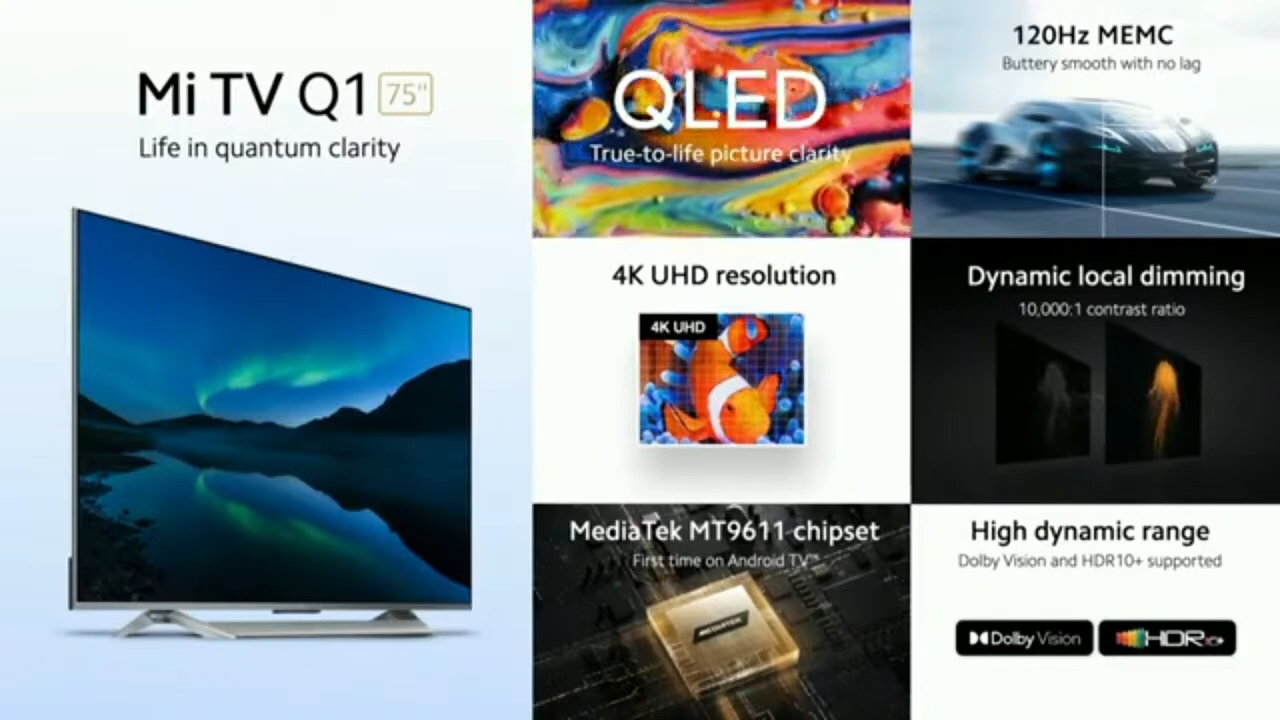 Mi TV Q1 75"
Life in quantum clarity
QLED
True-to-life picture clarity
120Hz MEMC
Buttery smooth with no lag
4K UHD resolution
4K UHD
Dynamic local dimming
10,000:1 contrast ratio
MediaTek MT9611 chipset
First time on Android TV™
MEDIATEK
High dynamic range
Dolby Vision and HDR10+ supported
Dolby Vision
HDR10+